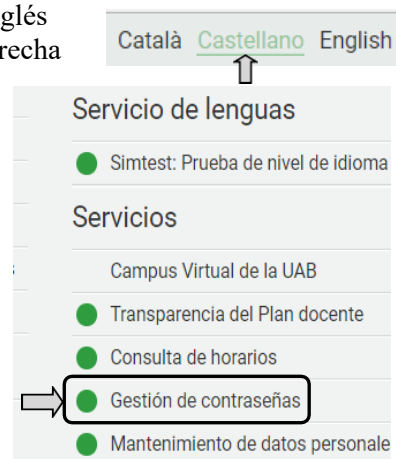 glés
recha
Català Castellano English
Servicio de lenguas
Simtest: Prueba de nivel de idioma
Servicios
Campus Virtual de la UAB
Transparencia del Plan docente
Consulta de horarios
Gestión de contraseñas
Mantenimiento de datos personale